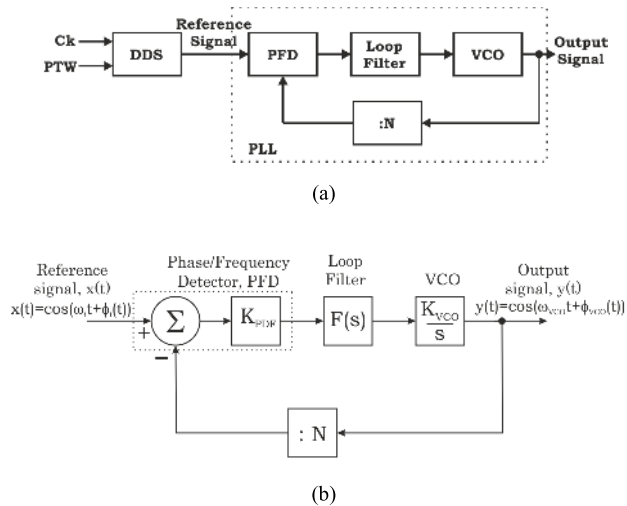 Reference
Signal
Ck
PTW
DDS
PFD
Loop
Filter
VCO
Output
Signal
:N
PLL
(a)
Reference
signal, x(t)
x(t)=cos(ωᵢt+ϕᵢ(t))
Phase/Frequency
Detector, PFD
Loop
Filter
VCO
Output
signal, y(t)
y(t)=cos(ω_VCO t+ϕ_VCO(t))
Σ
+
−
K_PDF
F(s)
K_VCO
s
: N
(b)